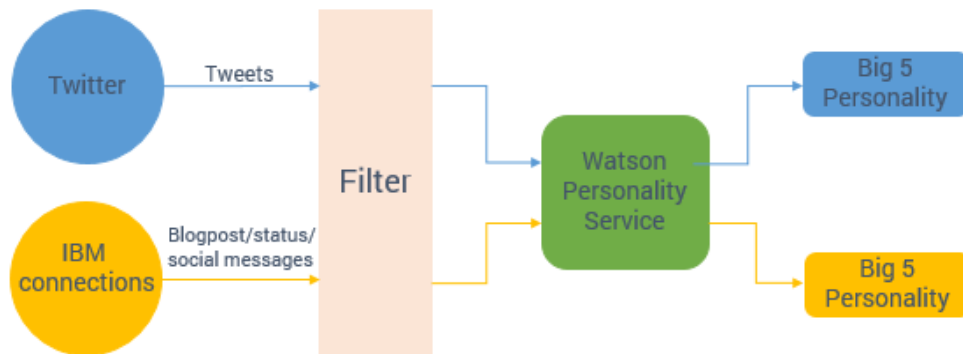 Twitter
Tweets
Filter
IBM
connections
Blogpost/status/
social messages
Watson
Personality
Service
Big 5
Personality
Big 5
Personality